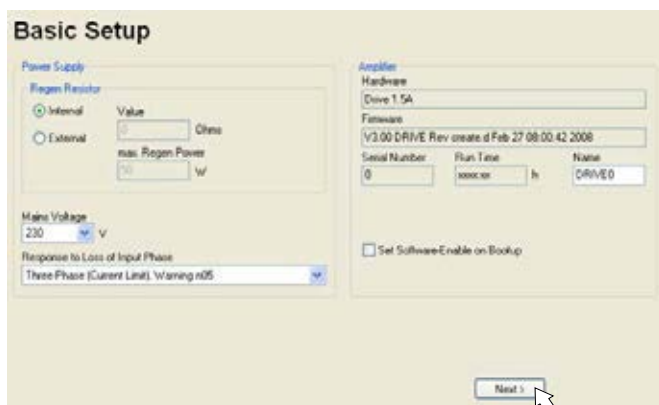 Basic Setup
Power Supply
Regen Resistor
Internal
External
Value
0 Ohms
max. Regen Power
50 W
Mains Voltage
230 V
Response to Loss of Input Phase
Three-Phase (Current Limit), Warning n05
Amplifier
Hardware
Drive 1.5A
Firmware
V3.00 DRIVE Rev create.d Feb 27 08:00.42 2008
Serial Number Run Time Name
0 h DRIVE0
Set Software-Enable on Bootup
Next >